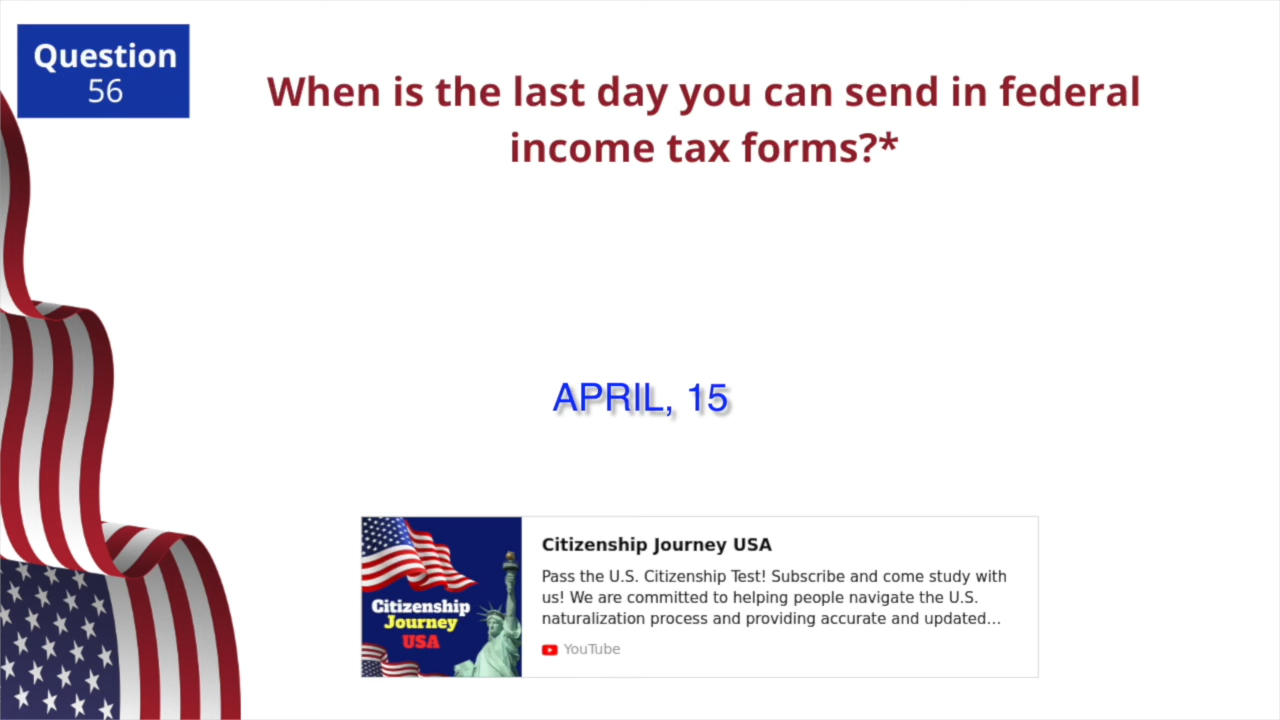 Question
56
When is the last day you can send in federal
income tax forms?*
APRIL, 15
Citizenship
Journey
USA
Citizenship Journey USA
Pass the U.S. Citizenship Test! Subscribe and come study with
us! We are committed to helping people navigate the U.S.
naturalization process and providing accurate and updated...
YouTube